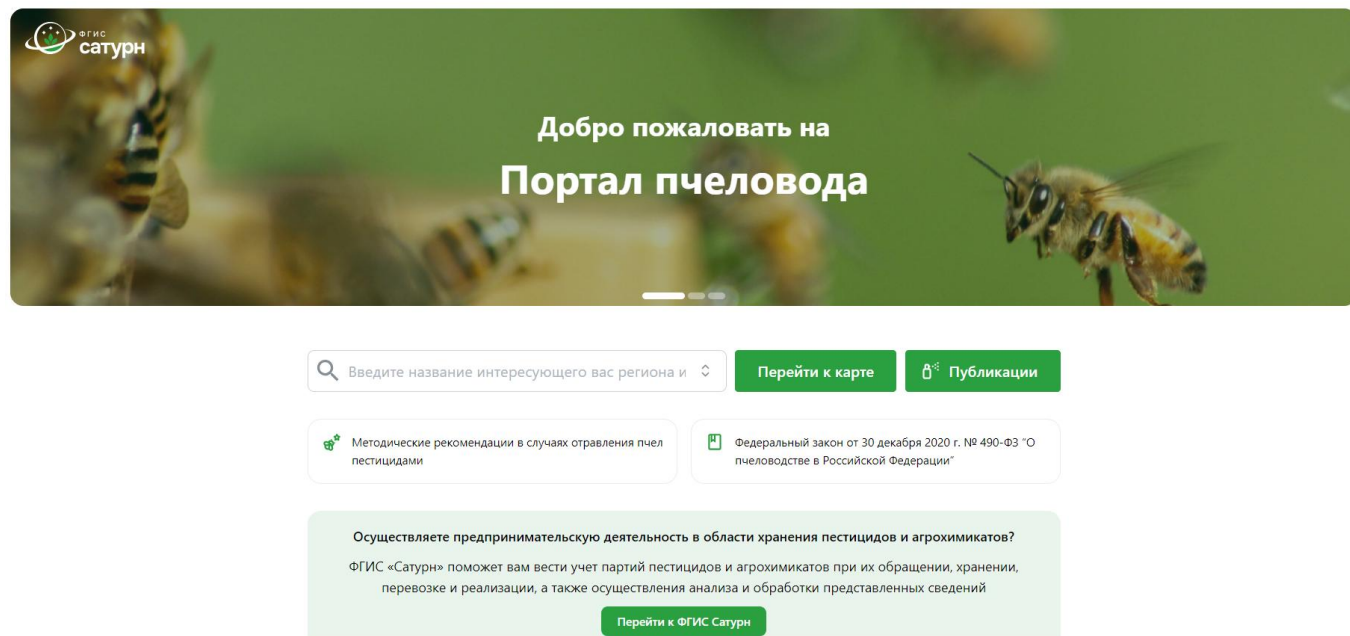 ФГИС
сатурн
Добро пожаловать на
Портал пчеловода
Введите название интересующего вас региона и
Перейти к карте
Публикации
Методические рекомендации в случаях отравления пчел
пестицидами
Федеральный закон от 30 декабря 2020 г. № 490-ФЗ "О
пчеловодстве в Российской Федерации"
Осуществляете предпринимательскую деятельность в области хранения пестицидов и агрохимикатов?
ФГИС «Сатурн» поможет вам вести учет партий пестицидов и агрохимикатов при их обращении, хранении,
перевозке и реализации, а также осуществления анализа и обработки представленных сведений
Перейти к ФГИС Сатурн